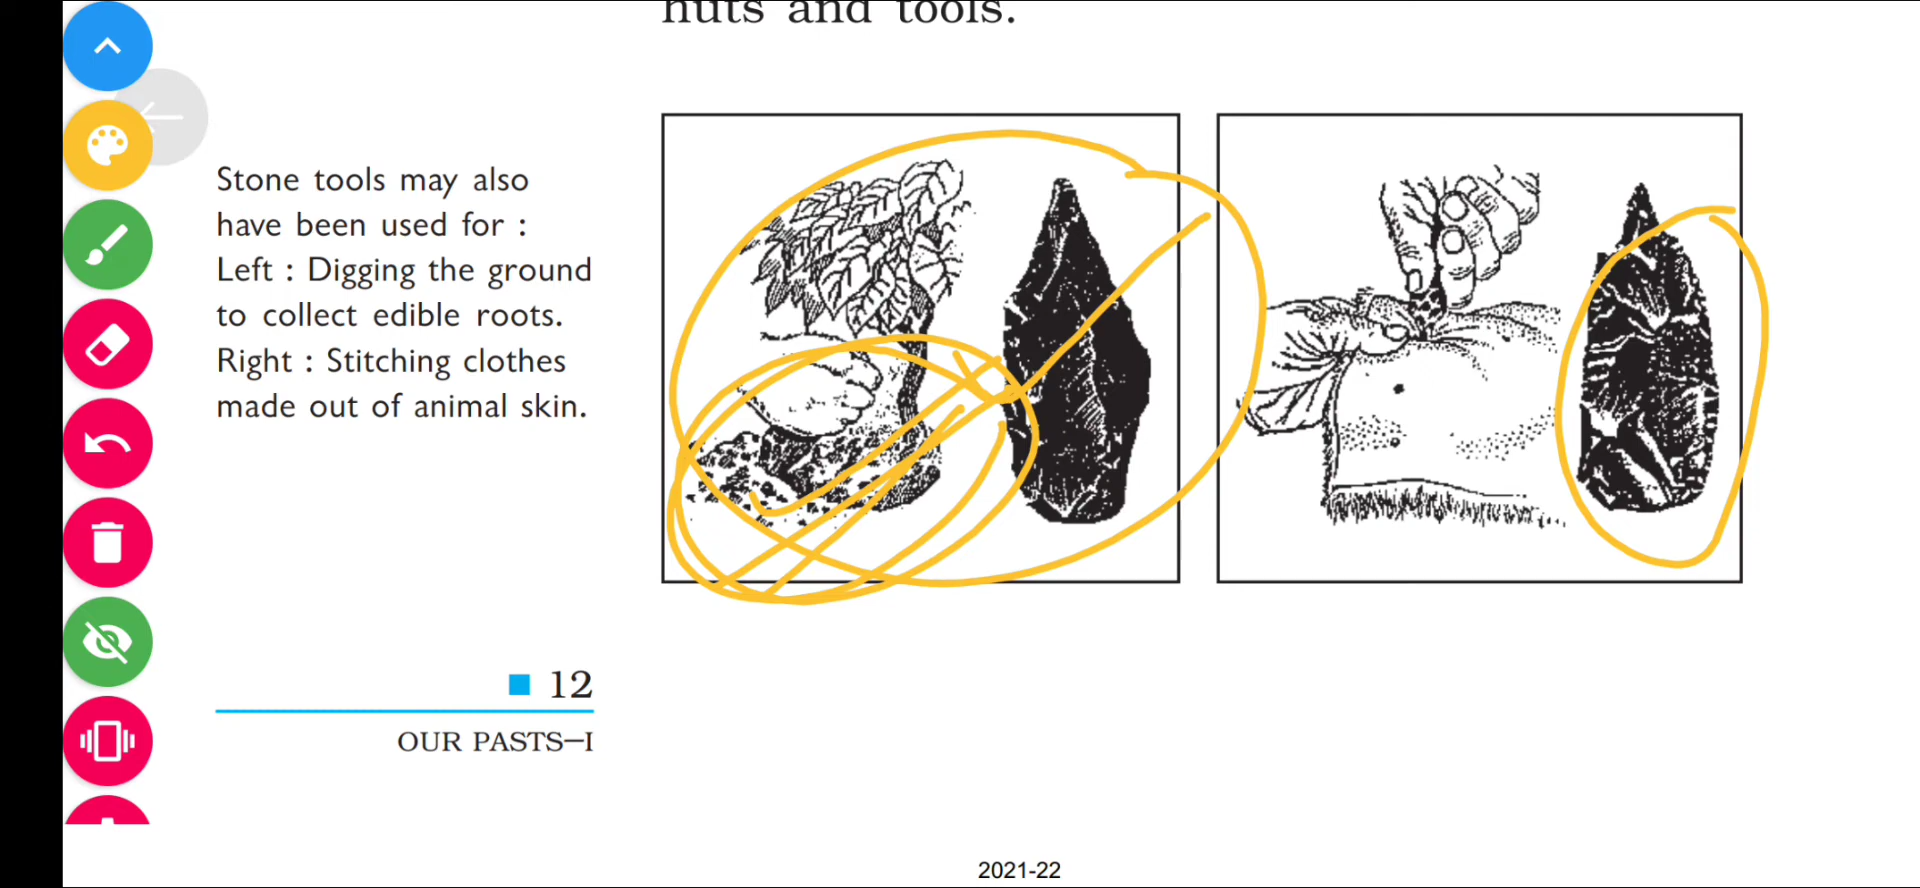 nuts and tools.
Stone tools may also
have been used for :
Left : Digging the ground
to collect edible roots.
Right : Stitching clothes
made out of animal skin.
12
OUR PASTS—I
2021-22